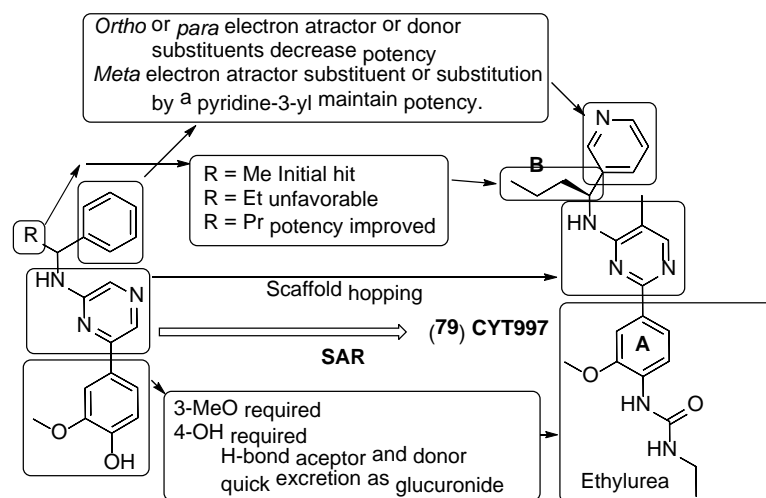 Ortho or para electron atractor or donor
substituents decrease potency
Meta electron atractor substituent or substitution
by a pyridine-3-yl maintain potency.
N
B
R = Me Initial hit
R = Et unfavorable
R = Pr potency improved
R
HN
HN
N
N
N
N
Scaffold hopping
(79) CYT997
SAR
A
O
O
OH
3-MeO required
4-OH required
H-bond aceptor and donor
quick excretion as glucuronide
HN
O
HN
Ethylurea